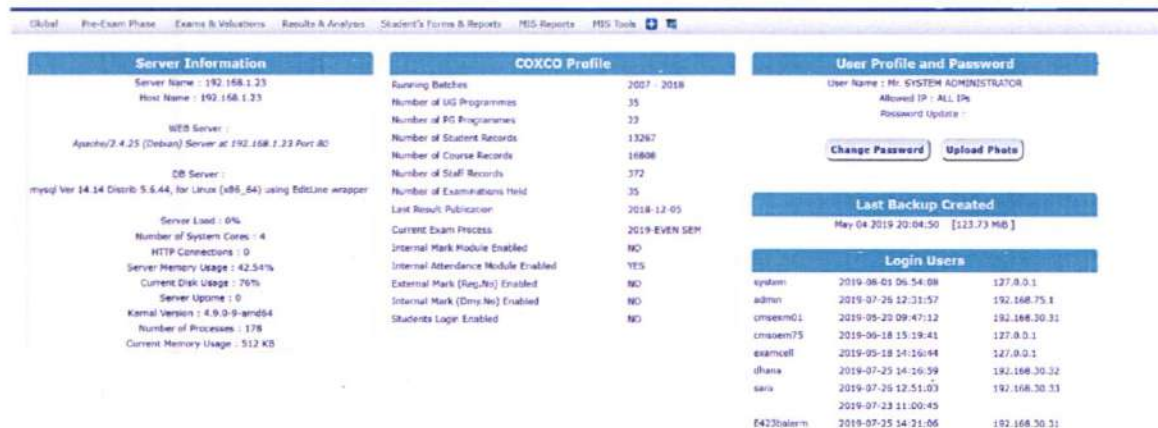 Global Pre-Exam Phase Exams & Valuations Results & Analysis Student's Forms & Reports MIS Reports MIS Tools
Server Information
Server Name : 192.168.1.23
Host Name : 192.168.1.23
WEB Server :
Apache/2.4.25 (Debian) Server at 192.168.1.23 Port 80
DB Server :
mysql Ver 14.14 Distrib 5.6.44, for Linux (x86_64) using EditLine wrapper
Server Load : 0%
Number of System Cores : 4
HTTP Connections : 0
Server Memory Usage : 42.54%
Current Disk Usage : 76%
Server Uptime : 0
Kernal Version : 4.9.0-9-amd64
Number of Processes : 178
Current Memory Usage : 512 KB
COXCO Profile
Running Batches 2007 - 2018
Number of UG Programmes 35
Number of PG Programmes 22
Number of Student Records 13267
Number of Course Records 16808
Number of Staff Records 372
Number of Examinations Held 35
Last Result Publication 2018-12-05
Current Exam Process 2019-EVEN SEM
Internal Mark Module Enabled NO
Internal Attendance Module Enabled YES
External Mark (Reg.No) Enabled NO
Internal Mark (Dmy.No) Enabled NO
Students Login Enabled NO
User Profile and Password
User Name : Mr. SYSTEM ADMINISTRATOR
Allowed IP : ALL IPs
Password Update :
Change Password Upload Photo
Last Backup Created
May 04 2019 20:04:50 [123.73 MiB ]
Login Users
system 2019-06-01 06:54:08 127.0.0.1
admin 2019-07-26 12:31:57 192.168.75.1
cmsexm01 2019-05-20 09:47:12 192.168.30.31
cmsoem75 2019-06-18 15:19:41 127.0.0.1
examcell 2019-05-18 14:16:44 127.0.0.1
dhana 2019-07-25 14:16:59 192.168.30.32
sara 2019-07-26 12:51:03 192.168.30.33
2019-07-23 11:00:45
E423balerm 2019-07-25 14:21:06 192.168.30.31